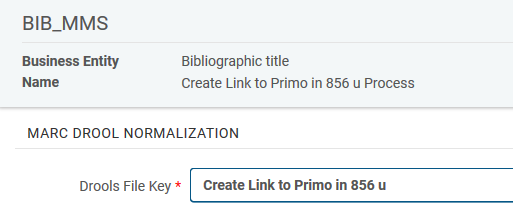 BIB_MMS
Business Entity Bibliographic title
Name Create Link to Primo in 856 u Process
MARC DROOL NORMALIZATION
Drools File Key * Create Link to Primo in 856 u